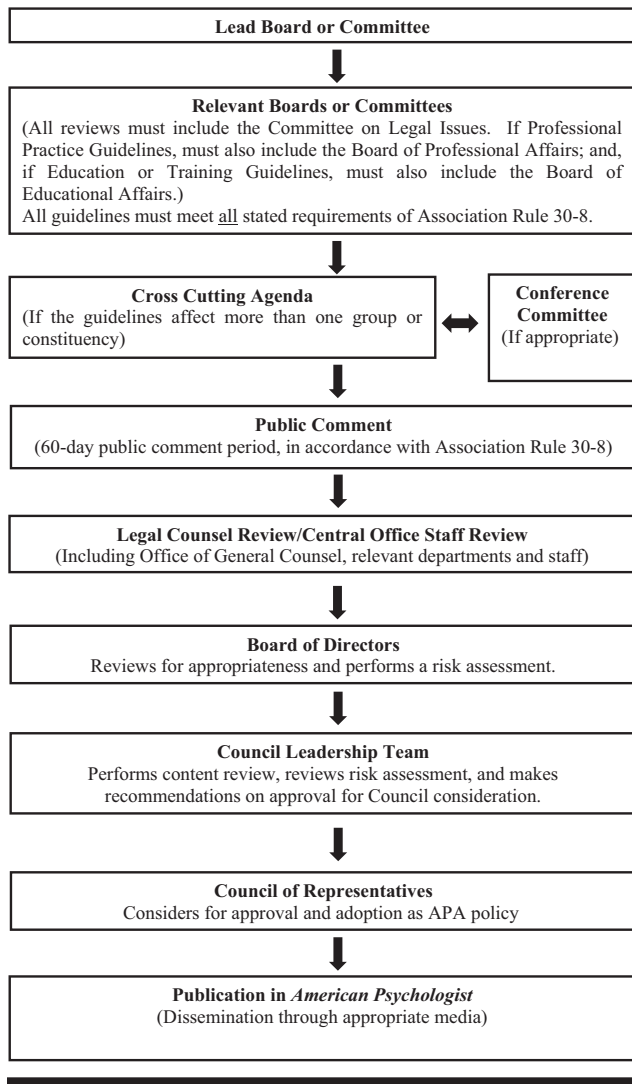 Lead Board or Committee
Relevant Boards or Committees
(All reviews must include the Committee on Legal Issues. If Professional
Practice Guidelines, must also include the Board of Professional Affairs; and,
if Education or Training Guidelines, must also include the Board of
Educational Affairs.)
All guidelines must meet all stated requirements of Association Rule 30-8.
Cross Cutting Agenda
(If the guidelines affect more than one group or
constituency)
Conference
Committee
(If appropriate)
Public Comment
(60-day public comment period, in accordance with Association Rule 30-8)
Legal Counsel Review/Central Office Staff Review
(Including Office of General Counsel, relevant departments and staff)
Board of Directors
Reviews for appropriateness and performs a risk assessment.
Council Leadership Team
Performs content review, reviews risk assessment, and makes
recommendations on approval for Council consideration.
Council of Representatives
Considers for approval and adoption as APA policy
Publication in American Psychologist
(Dissemination through appropriate media)